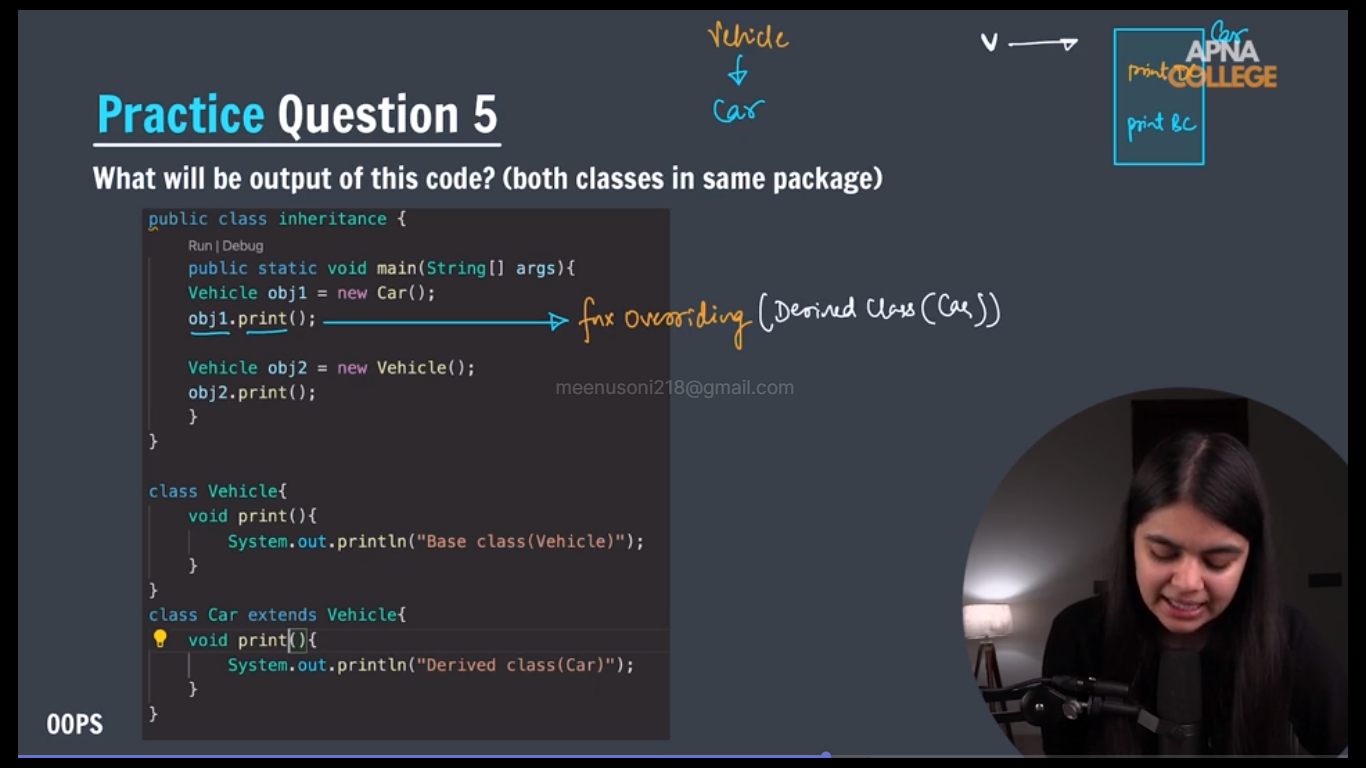 Vehicle
Car
V
Car
print DC
print BC
APNA
COLLEGE
Practice Question 5
What will be output of this code? (both classes in same package)
public class inheritance {
Run | Debug
public static void main(String[] args){
Vehicle obj1 = new Car();
obj1.print();
fnx overriding (Derived Class(Car))
Vehicle obj2 = new Vehicle();
obj2.print();
meenusoni218@gmail.com
}
}
class Vehicle{
void print(){
System.out.println("Base class(Vehicle)");
}
}
class Car extends Vehicle{
void print(){
System.out.println("Derived class(Car)");
}
}
OOPS